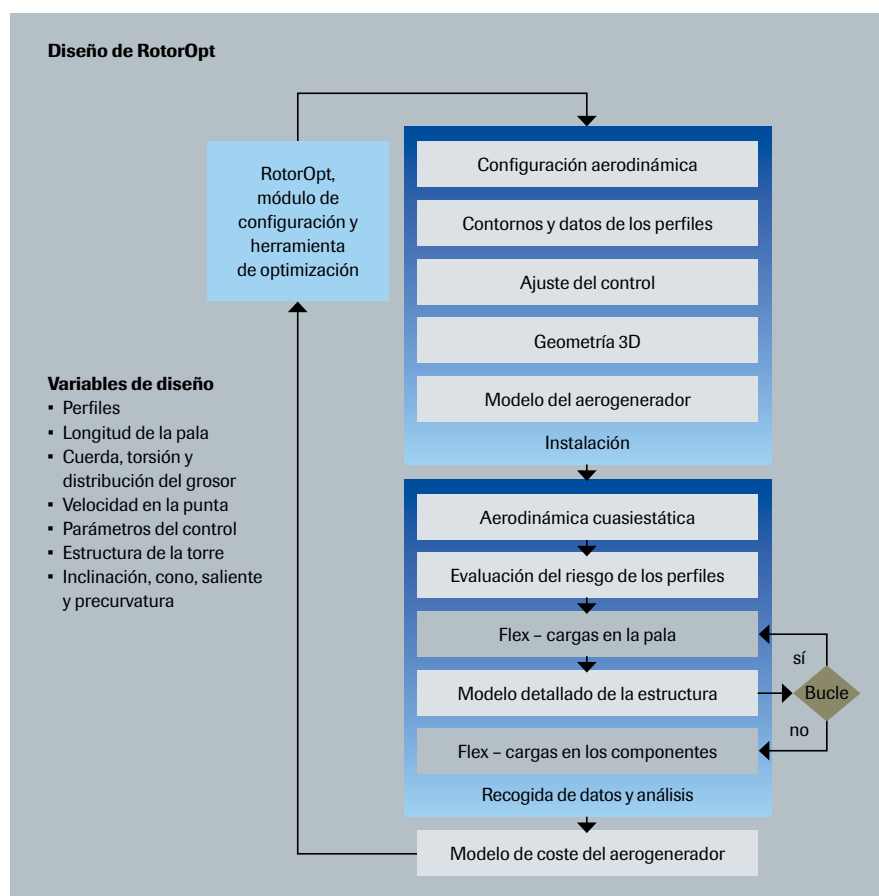 Diseño de RotorOpt
RotorOpt,
módulo de
configuración y
herramienta
de optimización
Configuración aerodinámica
Contornos y datos de los perfiles
Ajuste del control
Geometría 3D
Modelo del aerogenerador
Instalación
Variables de diseño
▪ Perfiles
▪ Longitud de la pala
▪ Cuerda, torsión y
distribución del grosor
▪ Velocidad en la punta
▪ Parámetros del control
▪ Estructura de la torre
▪ Inclinación, cono, saliente
y precurvatura
Aerodinámica cuasiestática
Evaluación del riesgo de los perfiles
Flex – cargas en la pala
sí
Modelo detallado de la estructura
Bucle
no
Flex – cargas en los componentes
Recogida de datos y análisis
Modelo de coste del aerogenerador